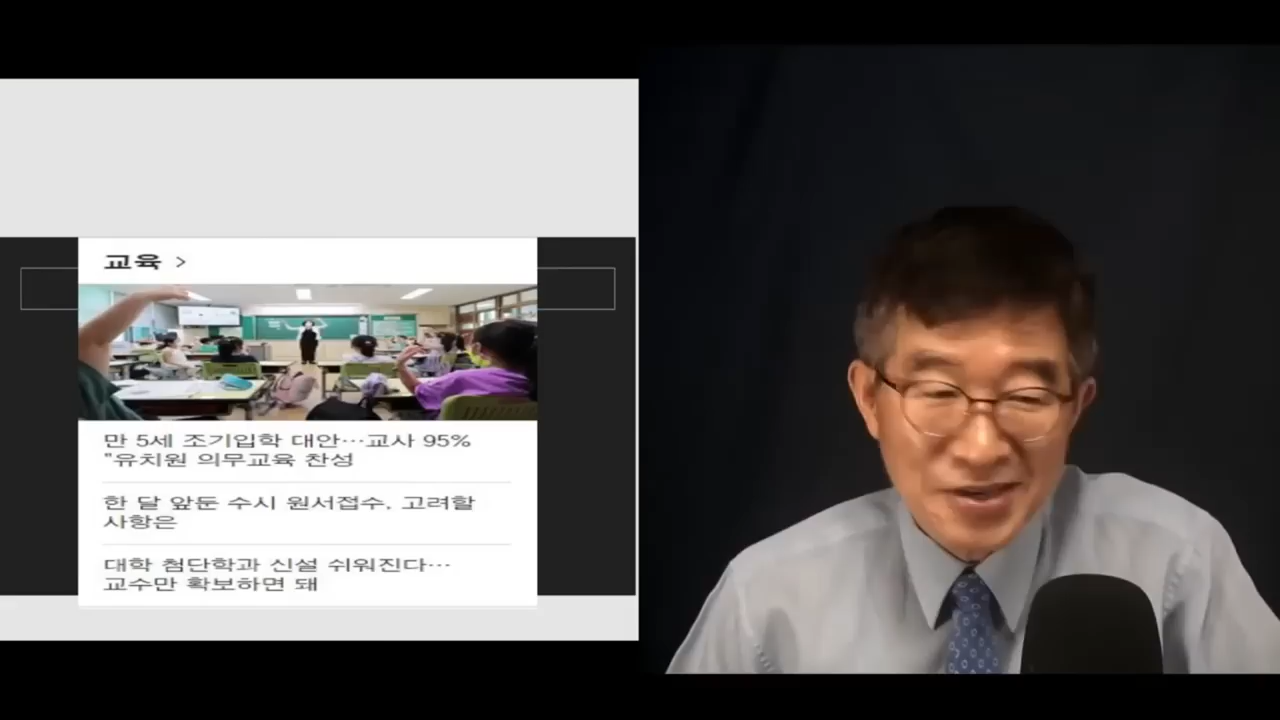 교육 >
만 5세 조기입학 대안…교사 95%
"유치원 의무교육 찬성
한 달 앞둔 수시 원서접수, 고려할
사항은
대학 첨단학과 신설 쉬워진다…
교수만 확보하면 돼